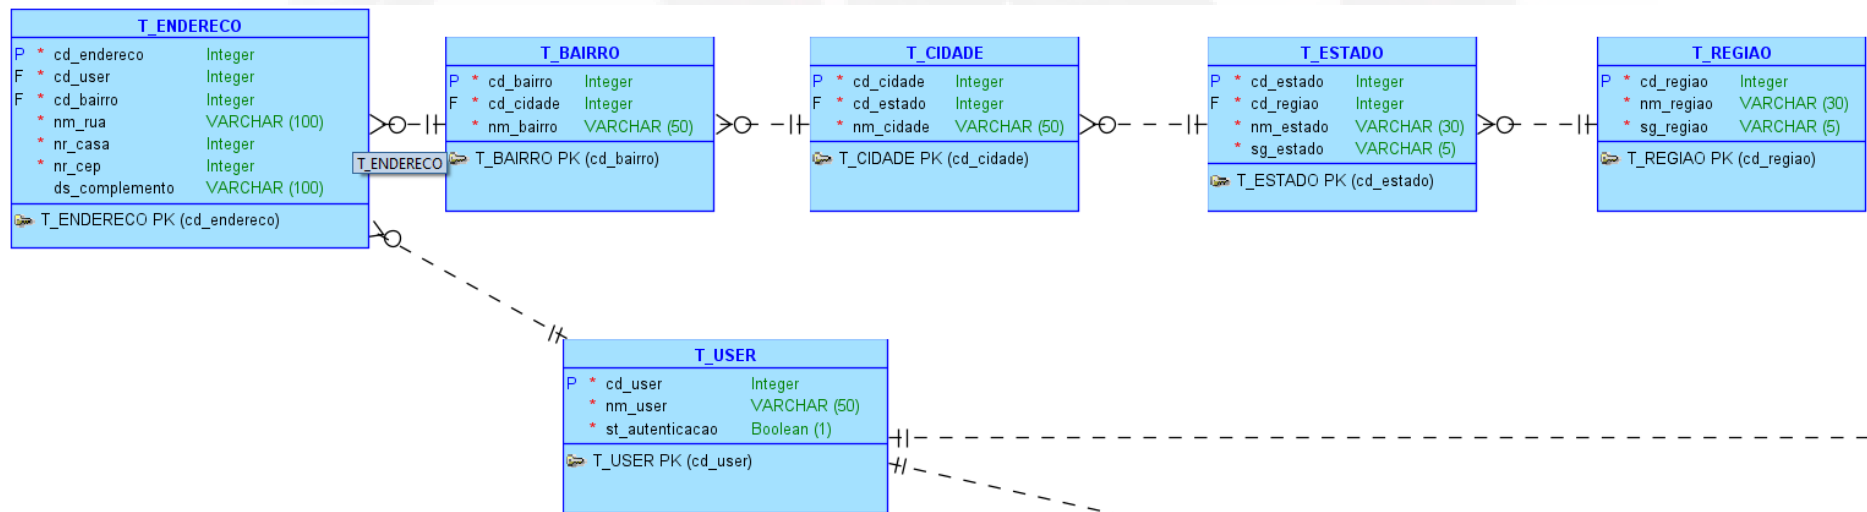 T_ENDERECO
P * cd_endereco Integer
F * cd_user Integer
F * cd_bairro Integer
* nm_rua VARCHAR (100)
* nr_casa Integer
* nr_cep Integer
ds_complemento VARCHAR (100)
T_ENDERECO PK (cd_endereco)
T_ENDERECO
T_BAIRRO
P * cd_bairro Integer
F * cd_cidade Integer
* nm_bairro VARCHAR (50)
T_BAIRRO PK (cd_bairro)
T_CIDADE
P * cd_cidade Integer
F * cd_estado Integer
* nm_cidade VARCHAR (50)
T_CIDADE PK (cd_cidade)
T_ESTADO
P * cd_estado Integer
F * cd_regiao Integer
* nm_estado VARCHAR (30)
* sg_estado VARCHAR (5)
T_ESTADO PK (cd_estado)
T_REGIAO
P * cd_regiao Integer
* nm_regiao VARCHAR (30)
* sg_regiao VARCHAR (5)
T_REGIAO PK (cd_regiao)
T_USER
P * cd_user Integer
* nm_user VARCHAR (50)
* st_autenticacao Boolean (1)
T_USER PK (cd_user)